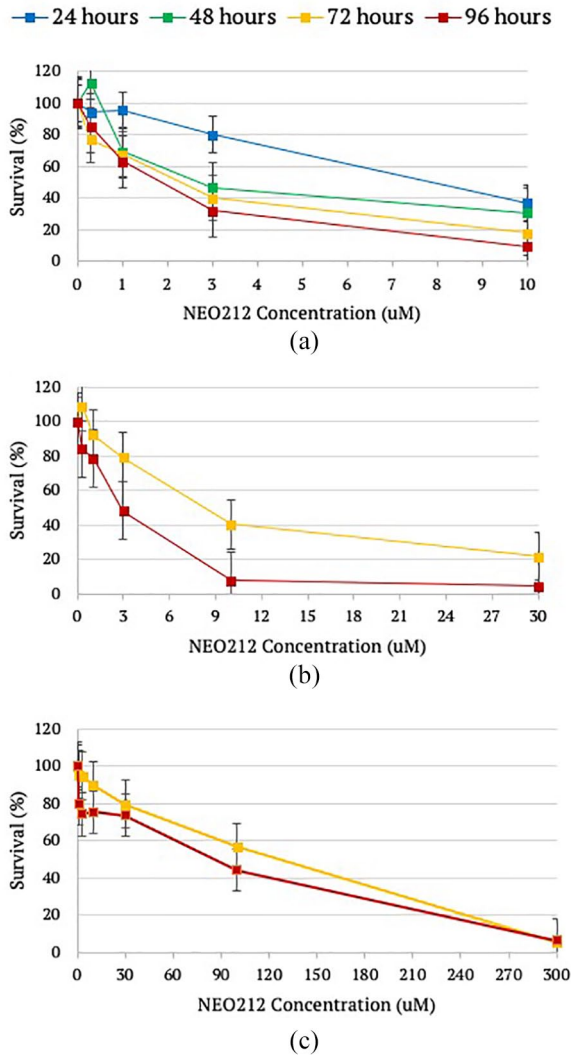 24 hours 48 hours 72 hours 96 hours
120
100
80
60
40
20
0
Survival (%)
0 1 2 3 4 5 6 7 8 9 10
NEO212 Concentration (uM)
(a)
120
100
80
60
40
20
0
Survival (%)
0 3 6 9 12 15 18 21 24 27 30
NEO212 Concentration (uM)
(b)
120
100
80
60
40
20
0
Survival (%)
0 30 60 90 120 150 180 210 240 270 300
NEO212 Concentration (uM)
(c)